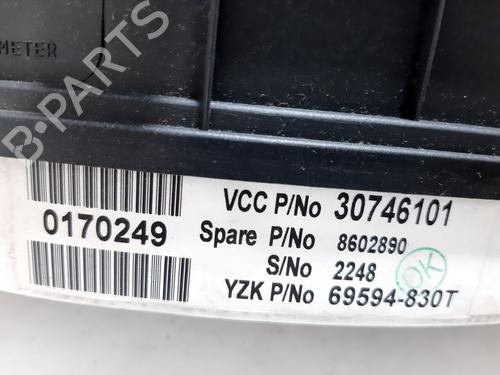 METER
B-PARTS
VCC P/No 30746101
0170249
Spare P/No 8602890
S/No 2248
OK
YZK P/No 69594-830T